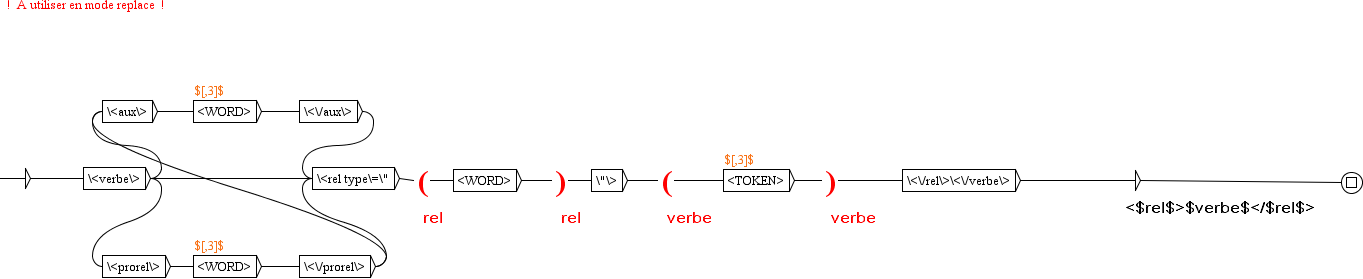 ! A utiliser en mode replace !
$[,3]$
\<aux\> <WORD> \<\/aux\>
\<verbe\> \<rel type\=\" ( <WORD> ) \"\> ( $[,3]$ <TOKEN> ) \<\/rel\>\<\/verbe\>
rel rel verbe verbe <$rel$>$verbe$</$rel$>
$[,3]$
\<prorel\> <WORD> \<\/prorel\>